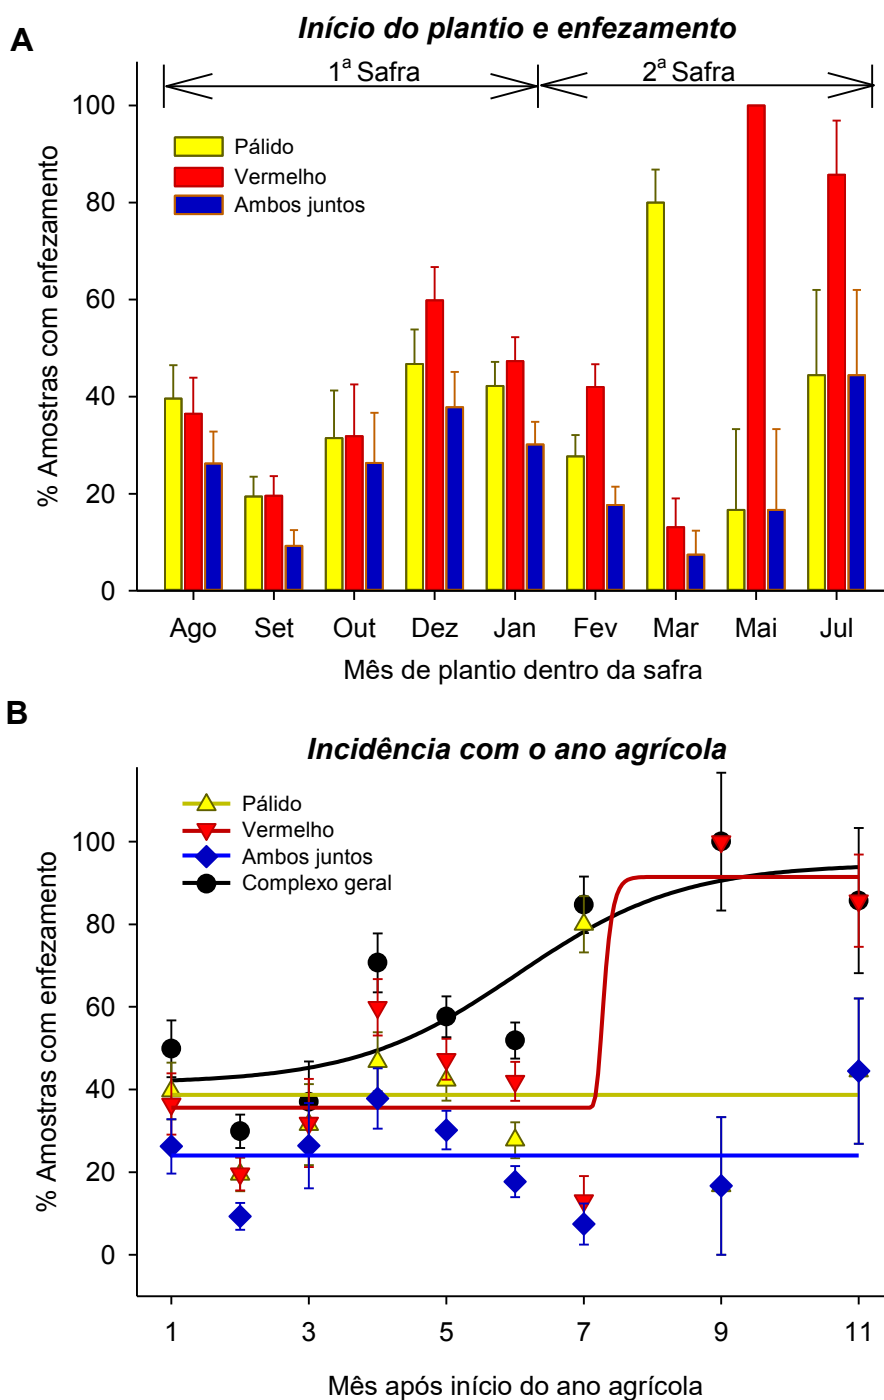 A
Início do plantio e enfezamento
1ª Safra
2ª Safra
Pálido
Vermelho
Ambos juntos
% Amostras com enfezamento
100
80
60
40
20
0
Ago Set Out Dez Jan Fev Mar Mai Jul
Mês de plantio dentro da safra
B
Incidência com o ano agrícola
Pálido
Vermelho
Ambos juntos
Complexo geral
% Amostras com enfezamento
100
80
60
40
20
0
1 3 5 7 9 11
Mês após início do ano agrícola